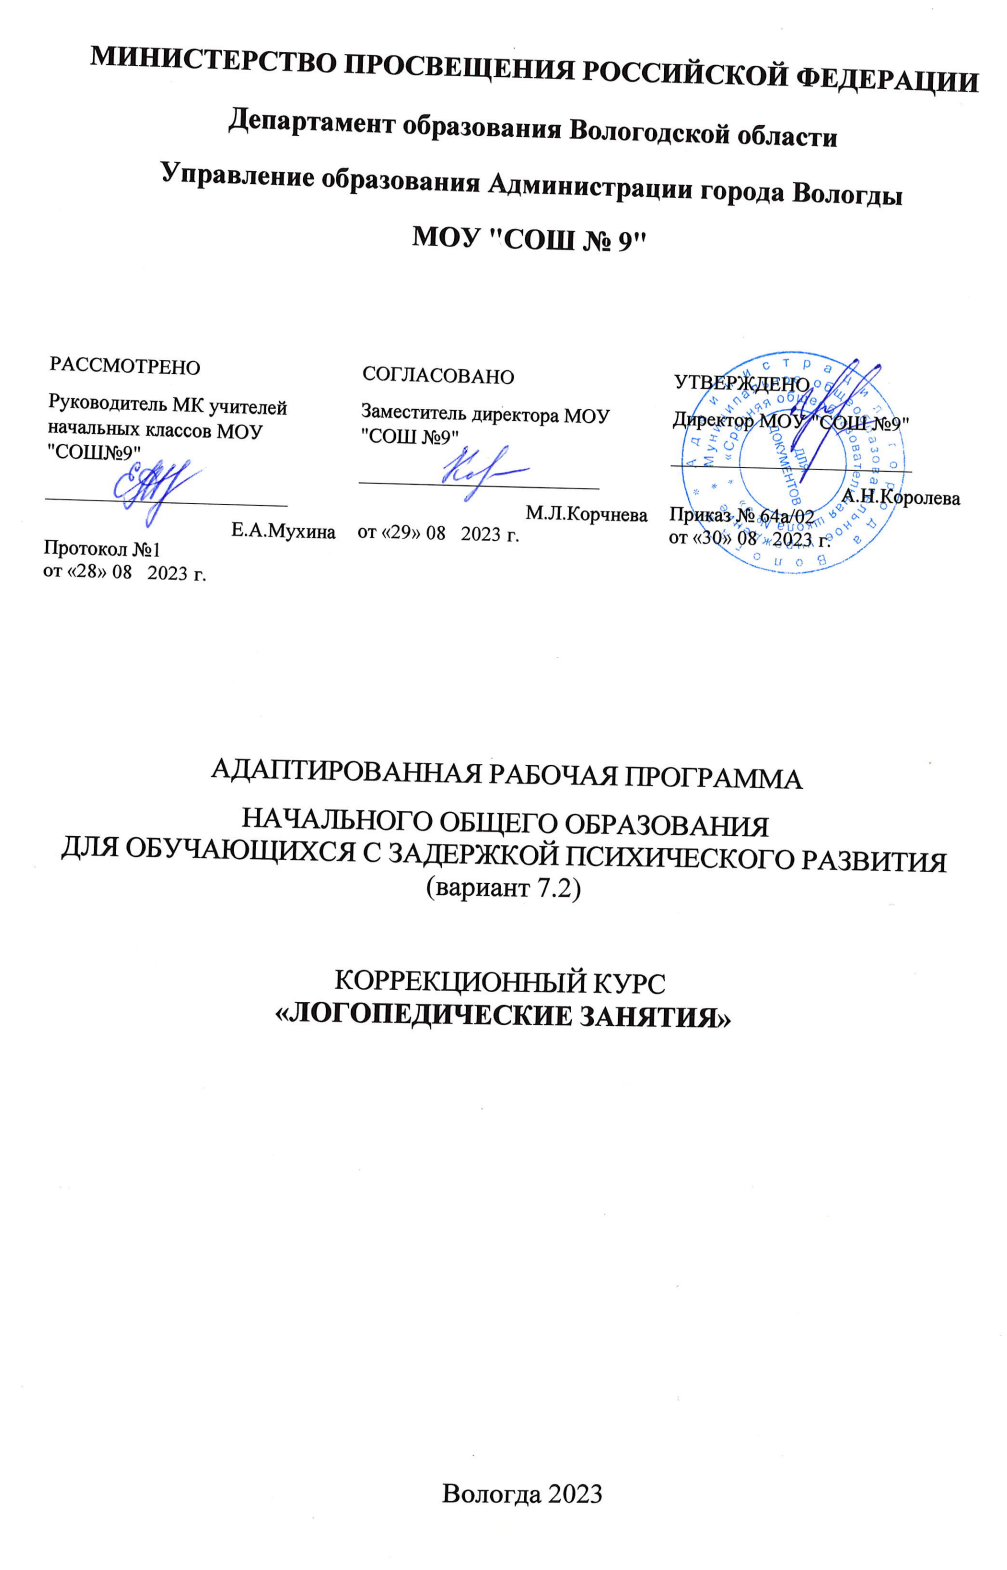 МИНИСТЕРСТВО ПРОСВЕЩЕНИЯ РОССИЙСКОЙ ФЕДЕРАЦИИ
Департамент образования Вологодской области
Управление образования Администрации города Вологды
МОУ "СОШ № 9"
РАССМОТРЕНО
Руководитель МК учителей
начальных классов МОУ
"СОШ№9"
Е.А.Мухина
Протокол №1
от «28» 08 2023 г.
СОГЛАСОВАНО
Заместитель директора МОУ
"СОШ №9"
М.Л.Корчнева
от «29» 08 2023 г.
УТВЕРЖДЕНО
Директор МОУ "СОШ №9"
А.Н.Королева
Приказ № 64а/02
от «30» 08 2023 г.
ДЛЯ
ДОКУМЕНТОВ
АДАПТИРОВАННАЯ РАБОЧАЯ ПРОГРАММА
НАЧАЛЬНОГО ОБЩЕГО ОБРАЗОВАНИЯ
ДЛЯ ОБУЧАЮЩИХСЯ С ЗАДЕРЖКОЙ ПСИХИЧЕСКОГО РАЗВИТИЯ
(вариант 7.2)
КОРРЕКЦИОННЫЙ КУРС
«ЛОГОПЕДИЧЕСКИЕ ЗАНЯТИЯ»
Вологда 2023